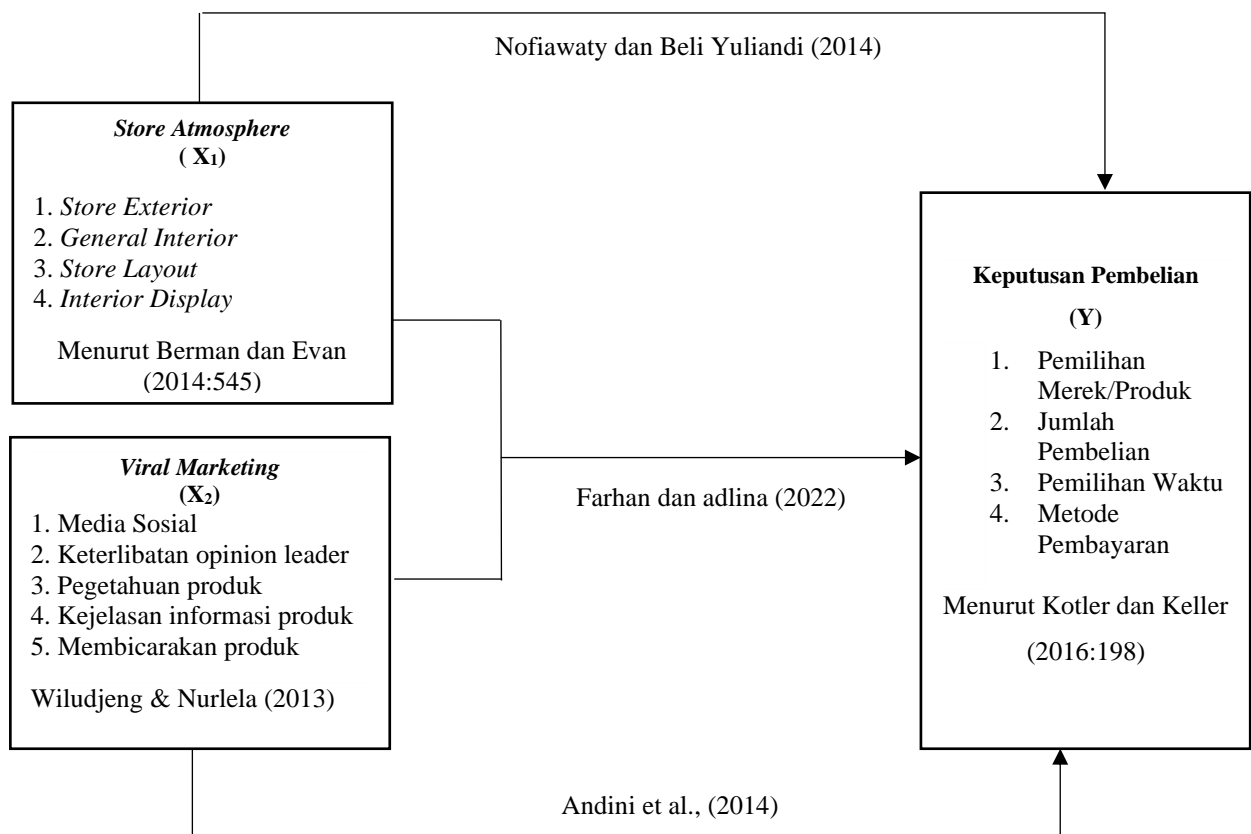 Nofiawaty dan Beli Yuliandi (2014)
Store Atmosphere
( X1)
1. Store Exterior
2. General Interior
3. Store Layout
4. Interior Display
Menurut Berman dan Evan
(2014:545)
Viral Marketing
(X2)
1. Media Sosial
2. Keterlibatan opinion leader
3. Pegetahuan produk
4. Kejelasan informasi produk
5. Membicarakan produk
Wiludjeng & Nurlela (2013)
Farhan dan adlina (2022)
Keputusan Pembelian
(Y)
1. Pemilihan
Merek/Produk
2. Jumlah
Pembelian
3. Pemilihan Waktu
4. Metode
Pembayaran
Menurut Kotler dan Keller
(2016:198)
Andini et al., (2014)